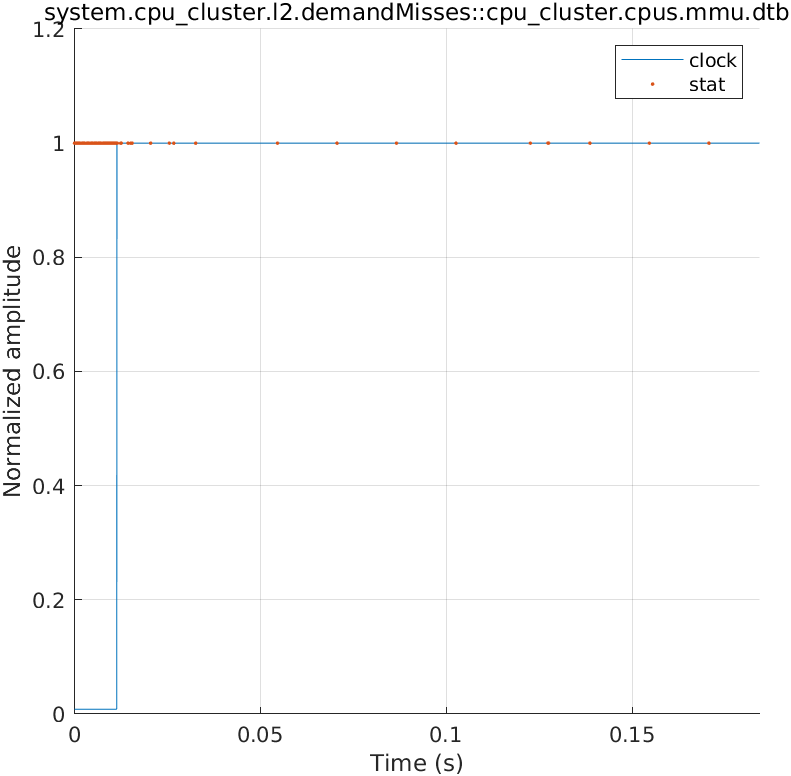 system.cpu_cluster.l2.demandMisses::cpu_cluster.cpus.mmu.dtb
1.2
clock
stat
1
0.8
0.6
0.4
0.2
0
Normalized amplitude
0 0.05 0.1 0.15
Time (s)